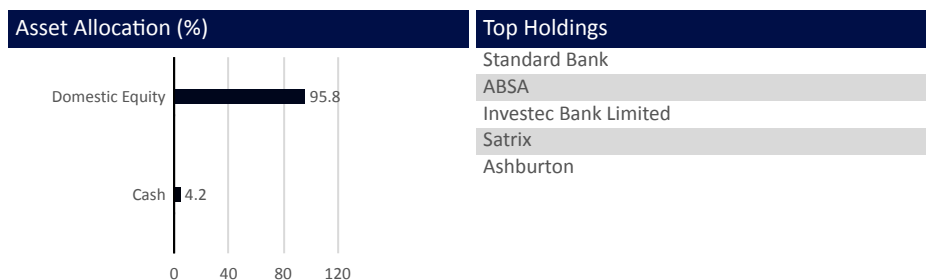 Asset Allocation (%)
Domestic Equity 95.8
Cash 4.2
0 40 80 120
Top Holdings
Standard Bank
ABSA
Investec Bank Limited
Satrix
Ashburton